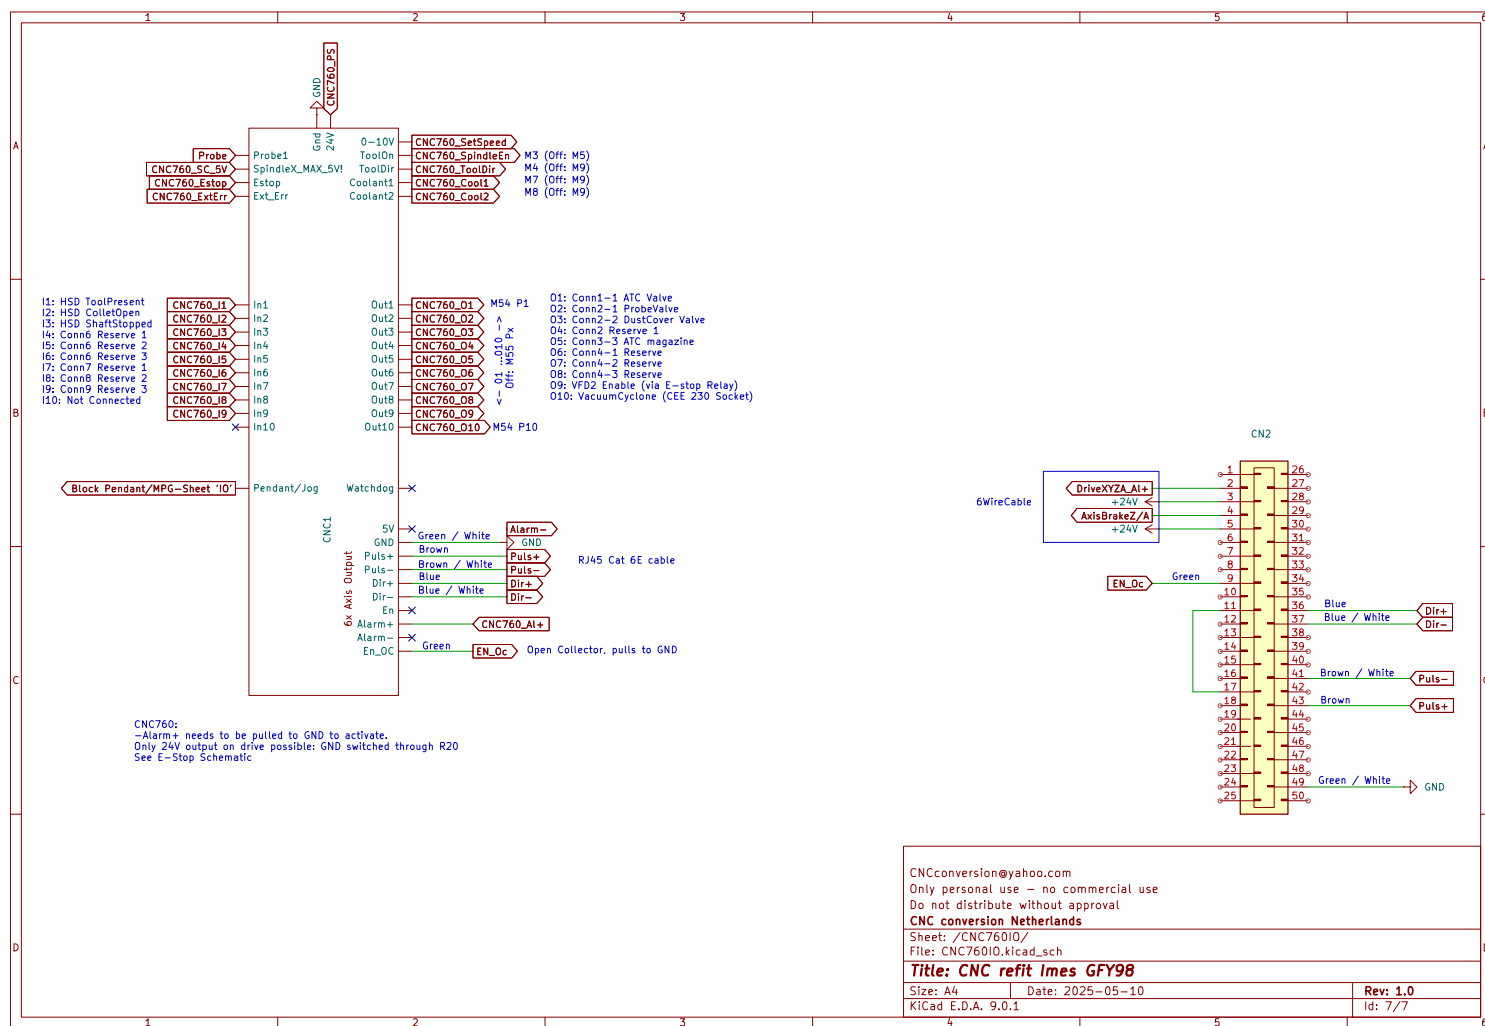 1 2 3 4 5 6
A
B
C
D
CNC760_PS
GND
Gnd
24V
Probe
CNC760_SC_5V
CNC760_Estop
CNC760_ExtErr
Probe1
SpindleX_MAX_5V!
Estop
Ext_Err
0-10V
ToolOn
ToolDir
Coolant1
Coolant2
CNC760_SetSpeed
CNC760_SpindleEn
CNC760_ToolDir
CNC760_Cool1
CNC760_Cool2
M3 (Off: M5)
M4 (Off: M9)
M7 (Off: M9)
M8 (Off: M9)
I1: HSD ToolPresent
I2: HSD ColletOpen
I3: HSD ShaftStopped
I4: Conn6 Reserve 1
I5: Conn6 Reserve 2
I6: Conn6 Reserve 3
I7: Conn7 Reserve 1
I8: Conn8 Reserve 2
I9: Conn9 Reserve 3
I10: Not Connected
CNC760_I1
CNC760_I2
CNC760_I3
CNC760_I4
CNC760_I5
CNC760_I6
CNC760_I7
CNC760_I8
CNC760_I9
In1
In2
In3
In4
In5
In6
In7
In8
In9
In10
Out1
Out2
Out3
Out4
Out5
Out6
Out7
Out8
Out9
Out10
CNC760_O1
CNC760_O2
CNC760_O3
CNC760_O4
CNC760_O5
CNC760_O6
CNC760_O7
CNC760_O8
CNC760_O9
CNC760_O10
M54 P1
<- O1 ...O10 ->
Off: M55 Px
M54 P10
O1: Conn1-1 ATC Valve
O2: Conn2-1 ProbeValve
O3: Conn2-2 DustCover Valve
O4: Conn2 Reserve 1
O5: Conn3-3 ATC magazine
O6: Conn4-1 Reserve
O7: Conn4-2 Reserve
O8: Conn4-3 Reserve
O9: VFD2 Enable (via E-stop Relay)
O10: VacuumCyclone (CEE 230 Socket)
Block Pendant/MPG-Sheet 'IO'
Pendant/Jog
Watchdog
CNC1
6x Axis Output
5V
GND
Puls+
Puls-
Dir+
Dir-
En
Alarm+
Alarm-
En_OC
Green / White
Brown
Brown / White
Blue
Blue / White
Green
Alarm-
GND
Puls+
Puls-
Dir+
Dir-
CNC760_Al+
EN_Oc
RJ45 Cat 6E cable
Open Collector, pulls to GND
CNC760:
-Alarm+ needs to be pulled to GND to activate.
Only 24V output on drive possible: GND switched through R20
See E-Stop Schematic
CN2
6WireCable
DriveXYZA_Al+
+24V
AxisBrakeZ/A
+24V
EN_Oc
Green
1
2
3
4
5
6
7
8
9
10
11
12
13
14
15
16
17
18
19
20
21
22
23
24
25
26
27
28
29
30
31
32
33
34
35
36
37
38
39
40
41
42
43
44
45
46
47
48
49
50
Blue
Blue / White
Brown / White
Brown
Green / White
Dir+
Dir-
Puls-
Puls+
GND
CNCconversion@yahoo.com
Only personal use - no commercial use
Do not distribute without approval
CNC conversion Netherlands
Sheet: /CNC760IO/
File: CNC760IO.kicad_sch
Title: CNC refit Imes GFY98
Size: A4
Date: 2025-05-10
Rev: 1.0
KiCad E.D.A. 9.0.1
Id: 7/7
1 2 3 4 5 6